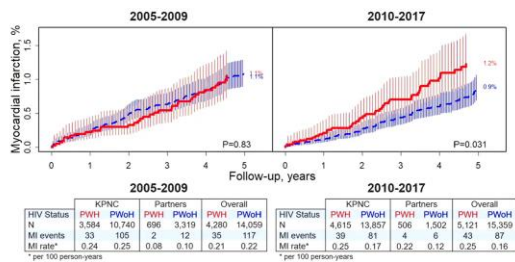 2005-2009
2010-2017
Myocardial infarction, %
1.5
1.0
0.5
0.0
1.1%
P=0.83
1.2%
0.9%
P=0.031
0 1 2 3 4 5
0 1 2 3 4 5
Follow-up, years
2005-2009
KPNC Partners Overall
HIV Status PWH PWoH PWH PWoH PWH PWoH
N 3,584 10,740 696 3,319 4,280 14,059
MI events 33 105 2 12 35 117
MI rate* 0.24 0.25 0.08 0.10 0.21 0.22
* per 100 person-years
2010-2017
KPNC Partners Overall
HIV Status PWH PWoH PWH PWoH PWH PWoH
N 4,615 13,857 506 1,502 5,121 15,359
MI events 39 81 4 6 43 87
MI rate* 0.25 0.17 0.22 0.12 0.25 0.16
* per 100 person-years